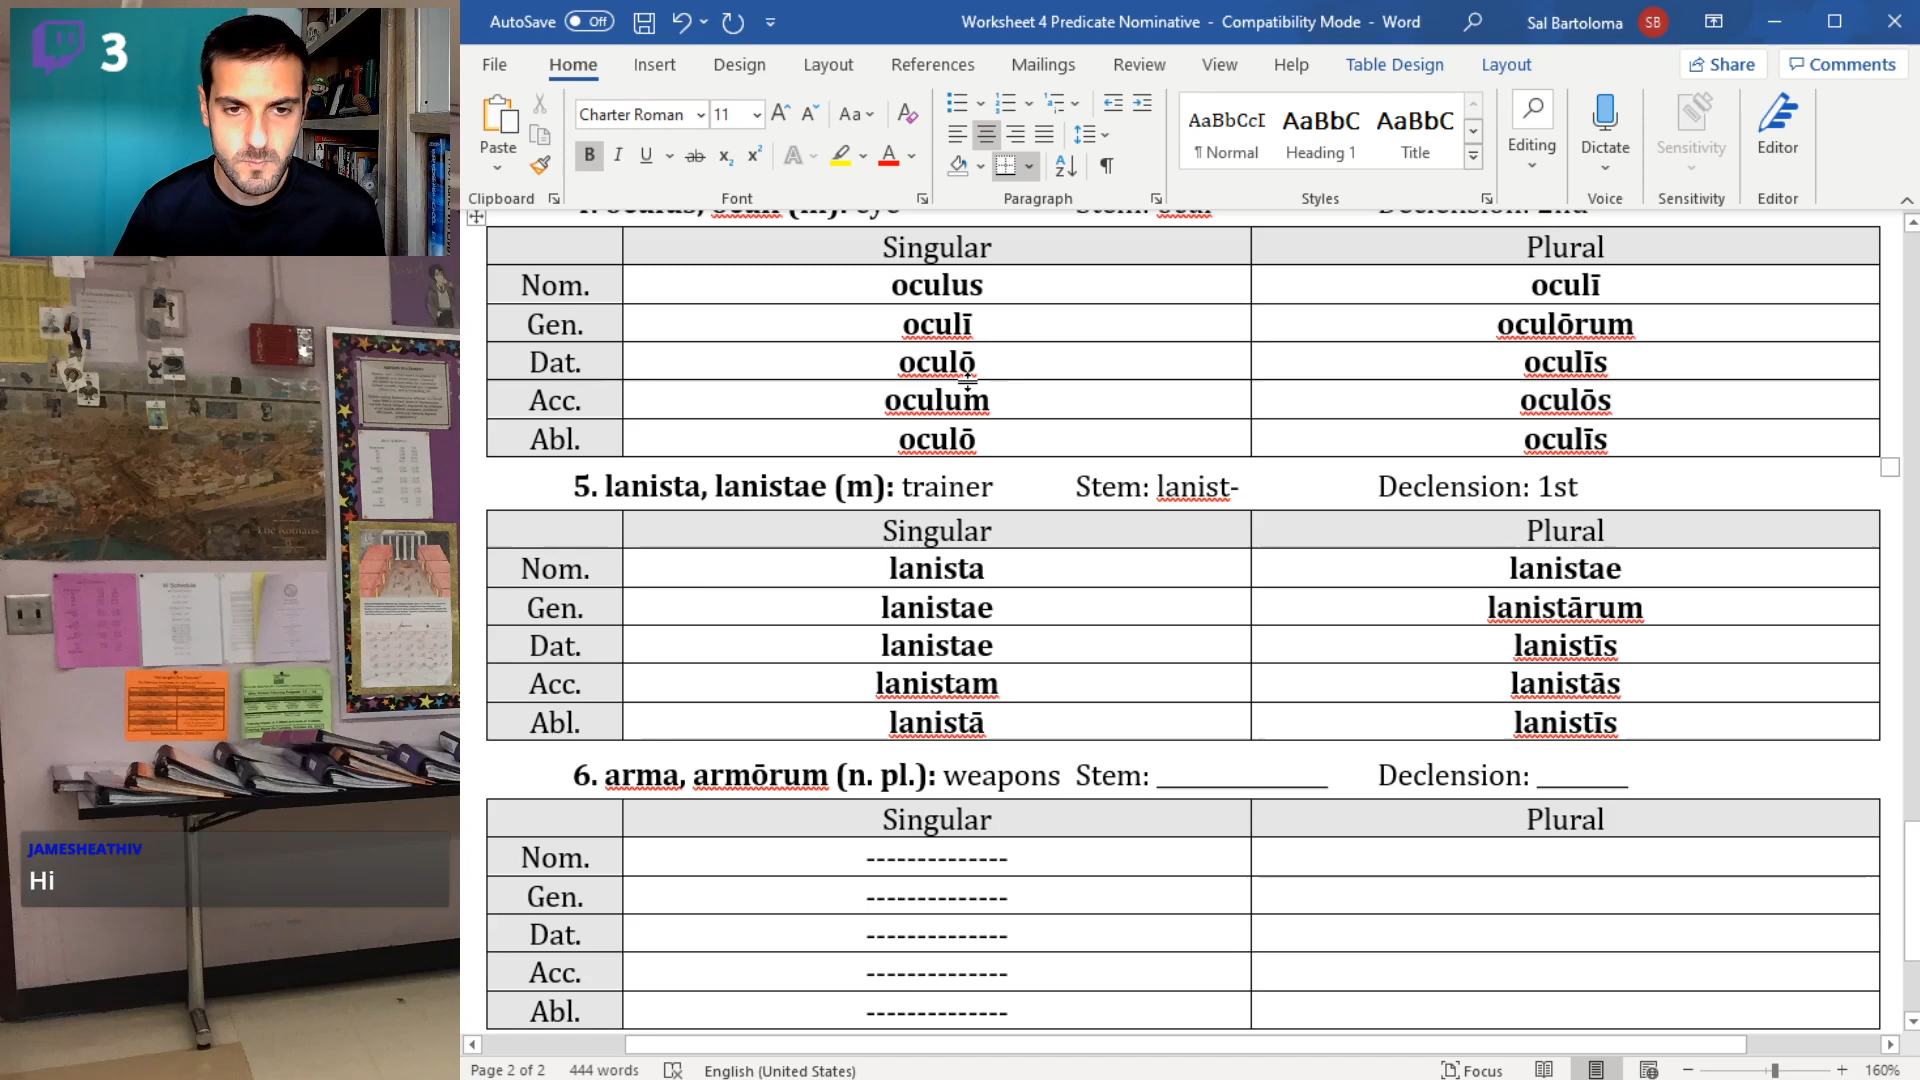 3
AutoSave Off
Worksheet 4 Predicate Nominative - Compatibility Mode - Word
Sal Bartoloma SB
File Home Insert Design Layout References Mailings Review View Help Table Design Layout
Share Comments
Paste
Clipboard
Charter Roman 11
Font
Paragraph
AaBbCcI AaBbC AaBbC
¶ Normal Heading 1 Title
Styles
Editing
Dictate
Voice
Sensitivity
Sensitivity
Editor
Editor
Singular Plural
Nom. oculus oculī
Gen. oculī oculōrum
Dat. oculō oculīs
Acc. oculum oculōs
Abl. oculō oculīs
5. lanista, lanistae (m): trainer Stem: lanist- Declension: 1st
Singular Plural
Nom. lanista lanistae
Gen. lanistae lanistārum
Dat. lanistae lanistīs
Acc. lanistam lanistās
Abl. lanistā lanistīs
6. arma, armōrum (n. pl.): weapons Stem: ____________ Declension: ______
Singular Plural
Nom. --------------
Gen. --------------
Dat. --------------
Acc. --------------
Abl. --------------
JAMESHEATHIV
Hi
Page 2 of 2 444 words English (United States) Focus 160%